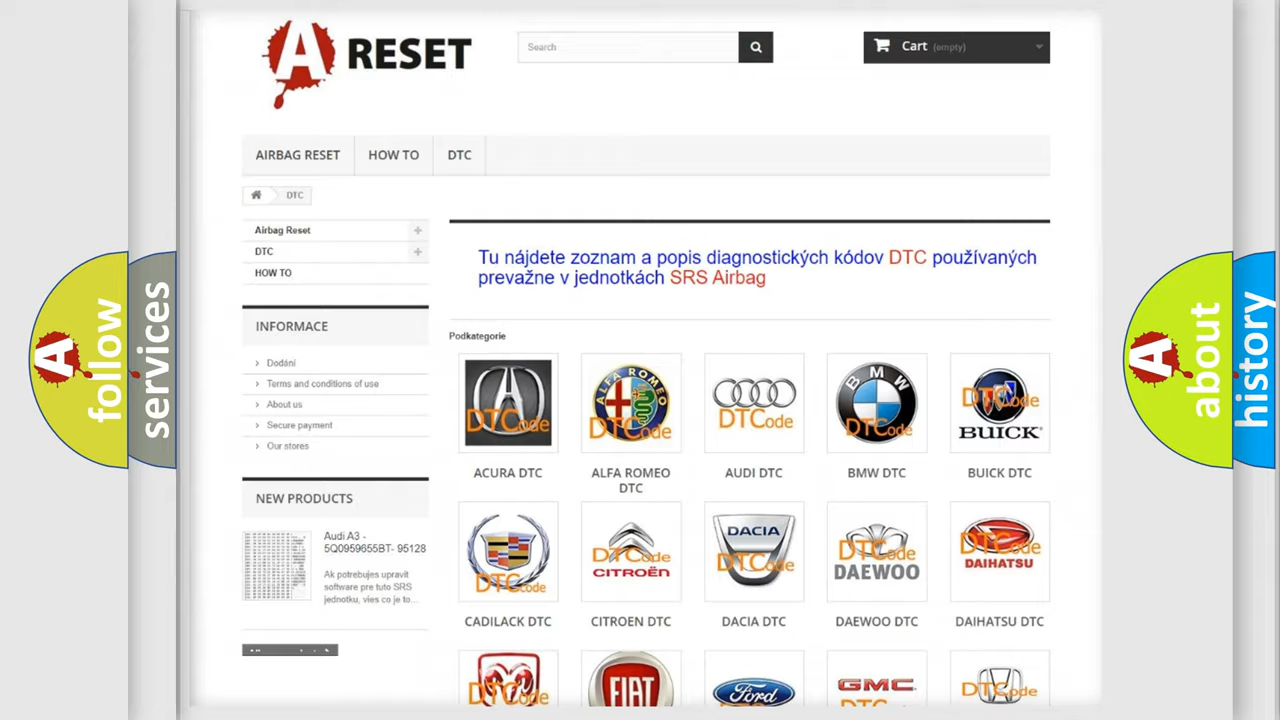 A RESET
Search
Cart (empty)
AIRBAG RESET
HOW TO
DTC
DTC
Airbag Reset
DTC
HOW TO
INFORMACE
Dodání
Terms and conditions of use
About us
Secure payment
Our stores
NEW PRODUCTS
Audi A3 -
5Q0959655BT- 95128
Ak potrebujes upravit
software pre tuto SRS
jednotku, vies co je to...
Tu nájdete zoznam a popis diagnostických kódov DTC používaných
prevažne v jednotkách SRS Airbag
Podkategorie
DTCode
ALFA ROMEO
DTCode
DTCode
BMW
DTCode
DTCode
BUICK
ACURA DTC
ALFA ROMEO
DTC
AUDI DTC
BMW DTC
BUICK DTC
DTCode
DTCode
CITROËN
DACIA
DTCode
DTCode
DAEWOO
DTCode
DAIHATSU
CADILACK DTC
CITROEN DTC
DACIA DTC
DAEWOO DTC
DAIHATSU DTC
DTCode
FIAT
Ford
GMC
DTCode
A follow
services
A about
history